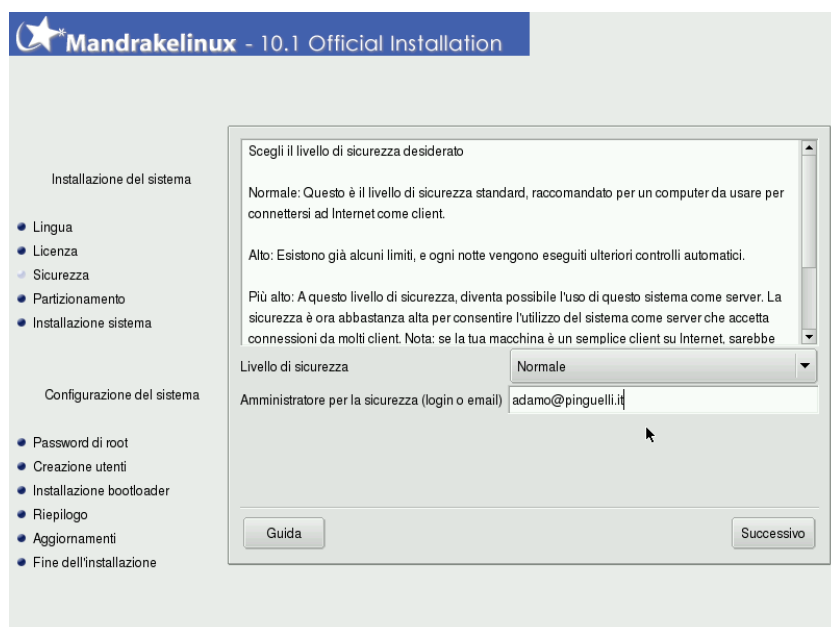 Mandrakelinux - 10.1 Official Installation
Installazione del sistema
Lingua
Licenza
Sicurezza
Partizionamento
Installazione sistema
Configurazione del sistema
Password di root
Creazione utenti
Installazione bootloader
Riepilogo
Aggiornamenti
Fine dell'installazione
Scegli il livello di sicurezza desiderato
Normale: Questo è il livello di sicurezza standard, raccomandato per un computer da usare per
connettersi ad Internet come client.
Alto: Esistono già alcuni limiti, e ogni notte vengono eseguiti ulteriori controlli automatici.
Più alto: A questo livello di sicurezza, diventa possibile l'uso di questo sistema come server. La
sicurezza è ora abbastanza alta per consentire l'utilizzo del sistema come server che accetta
connessioni da molti client. Nota: se la tua macchina è un semplice client su Internet, sarebbe
Livello di sicurezza
Normale
Amministratore per la sicurezza (login o email)
adamo@pinguelli.it
Guida
Successivo